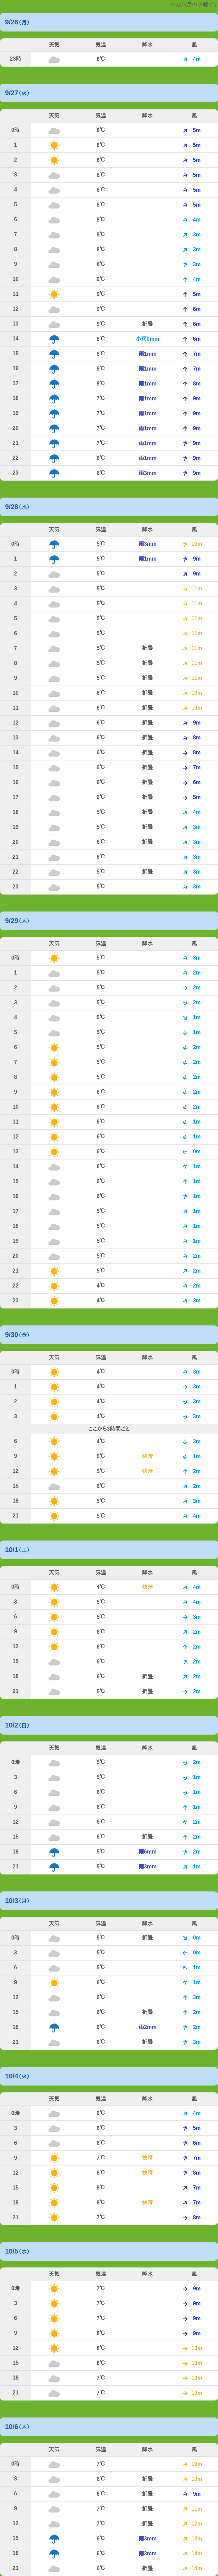 の予報です
9/26(月)
天気 気温 降水 風
23時 8℃ 4m
9/27(火)
天気 気温 降水 風
0時 8℃ 5m
1 8℃ 5m
2 8℃ 5m
3 8℃ 5m
4 8℃ 5m
5 8℃ 5m
6 8℃ 4m
7 8℃ 3m
8 8℃ 3m
9 8℃ 3m
10 9℃ 4m
11 9℃ 5m
12 9℃ 6m
13 9℃ 折畳 6m
14 8℃ 小雨0mm 6m
15 8℃ 雨1mm 7m
16 8℃ 雨1mm 7m
17 8℃ 雨1mm 8m
18 7℃ 雨1mm 9m
19 7℃ 雨1mm 9m
20 7℃ 雨1mm 9m
21 7℃ 雨1mm 9m
22 6℃ 雨1mm 9m
23 6℃ 雨3mm 9m
9/28(水)
天気 気温 降水 風
0時 5℃ 雨3mm 10m
1 5℃ 雨1mm 9m
2 5℃ 9m
3 5℃ 11m
4 5℃ 11m
5 5℃ 11m
6 5℃ 11m
7 5℃ 折畳 11m
8 5℃ 折畳 11m
9 5℃ 折畳 11m
10 6℃ 折畳 10m
11 6℃ 折畳 10m
12 6℃ 折畳 9m
13 6℃ 折畳 8m
14 6℃ 折畳 8m
15 6℃ 折畳 7m
16 6℃ 折畳 6m
17 6℃ 折畳 5m
18 5℃ 折畳 4m
19 5℃ 折畳 3m
20 6℃ 折畳 3m
21 6℃ 3m
22 5℃ 折畳 3m
23 5℃ 3m
9/29(木)
天気 気温 降水 風
0時 5℃ 3m
1 5℃ 2m
2 5℃ 2m
3 5℃ 2m
4 5℃ 1m
5 5℃ 1m
6 5℃ 2m
7 5℃ 2m
8 5℃ 2m
9 6℃ 2m
10 6℃ 2m
11 6℃ 1m
12 6℃ 1m
13 6℃ 0m
14 6℃ 1m
15 6℃ 1m
16 6℃ 1m
17 5℃ 1m
18 5℃ 1m
19 5℃ 1m
20 5℃ 2m
21 5℃ 2m
22 4℃ 2m
23 4℃ 3m
9/30(金)
天気 気温 降水 風
0時 4℃ 3m
1 4℃ 3m
2 4℃ 3m
3 4℃ 3m
ここから3時間ごと
6 4℃ 3m
9 5℃ 快晴 1m
12 5℃ 快晴 2m
15 6℃ 2m
18 5℃ 3m
21 5℃ 4m
10/1(土)
天気 気温 降水 風
0時 4℃ 快晴 4m
3 5℃ 4m
6 5℃ 3m
9 6℃ 2m
12 6℃ 2m
15 6℃ 2m
18 6℃ 折畳 2m
21 5℃ 折畳 2m
10/2(日)
天気 気温 降水 風
0時 5℃ 2m
3 5℃ 1m
6 6℃ 1m
9 6℃ 1m
12 6℃ 2m
15 6℃ 折畳 2m
18 5℃ 雨6mm 2m
21 5℃ 雨3mm 1m
10/3(月)
天気 気温 降水 風
0時 5℃ 折畳 0m
3 5℃ 0m
6 5℃ 1m
9 6℃ 1m
12 6℃ 3m
15 6℃ 折畳 2m
18 6℃ 雨2mm 2m
21 6℃ 折畳 3m
10/4(火)
天気 気温 降水 風
0時 6℃ 4m
3 6℃ 5m
6 6℃ 6m
9 7℃ 快晴 7m
12 8℃ 快晴 8m
15 8℃ 7m
18 8℃ 快晴 7m
21 7℃ 8m
10/5(水)
天気 気温 降水 風
0時 7℃ 9m
3 7℃ 9m
6 7℃ 9m
9 8℃ 9m
12 8℃ 10m
15 8℃ 10m
18 7℃ 10m
21 7℃ 10m
10/6(木)
天気 気温 降水 風
0時 7℃ 10m
3 6℃ 折畳 10m
6 6℃ 折畳 9m
9 7℃ 折畳 11m
12 7℃ 折畳 12m
15 6℃ 雨3mm 13m
18 6℃ 雨3mm 14m
21 6℃ 折畳 14m